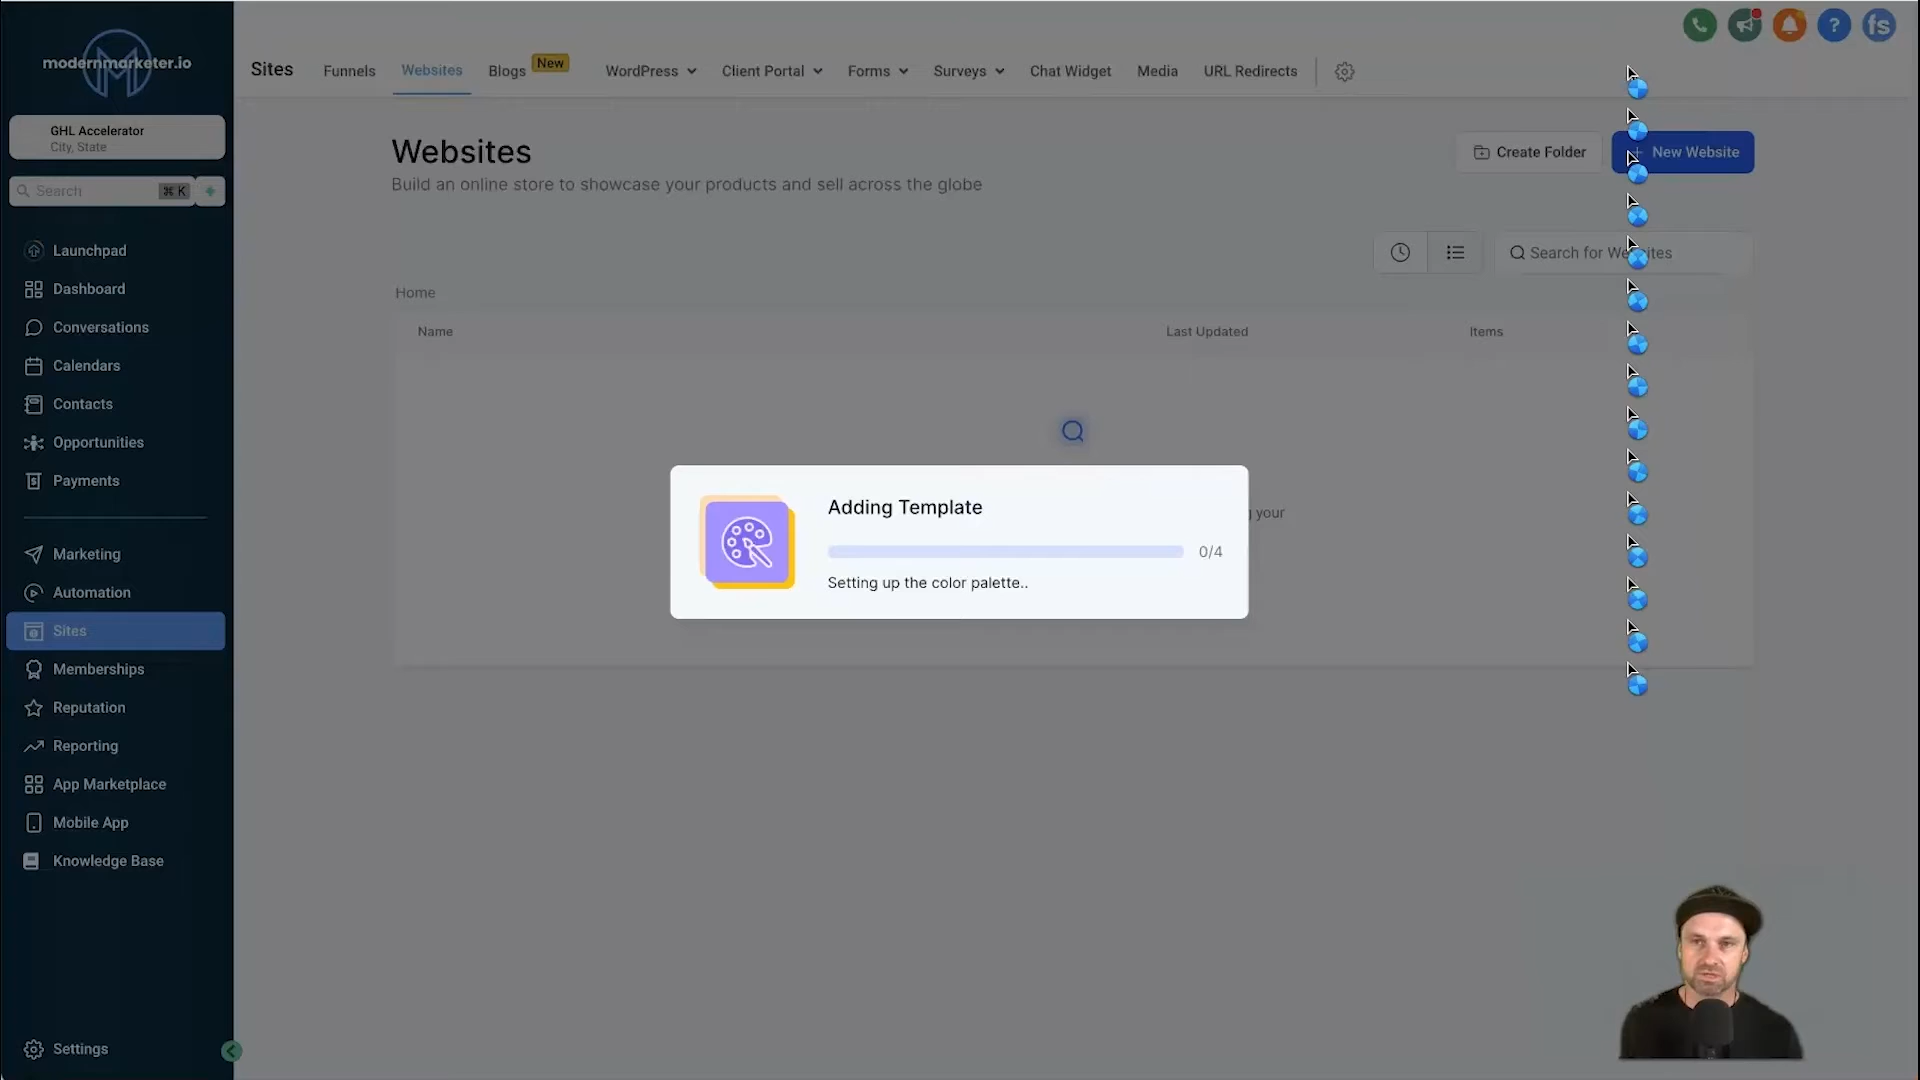 modernmarketer.io
GHL Accelerator
City, State
Search
⌘ K
Launchpad
Dashboard
Conversations
Calendars
Contacts
Opportunities
Payments
Marketing
Automation
Sites
Memberships
Reputation
Reporting
App Marketplace
Mobile App
Knowledge Base
Settings
Sites Funnels Websites Blogs New WordPress Client Portal Forms Surveys Chat Widget Media URL Redirects
fs
Websites
Build an online store to showcase your products and sell across the globe
Create Folder
+ New Website
Search for Websites
Home
Name Last Updated Items
your
Adding Template
0/4
Setting up the color palette..